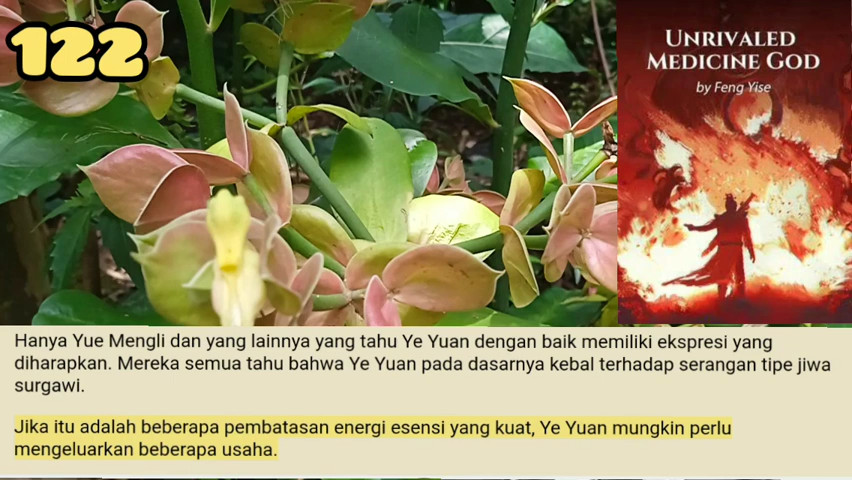 122
UNRIVALED
MEDICINE GOD
by Feng Yise
Hanya Yue Mengli dan yang lainnya yang tahu Ye Yuan dengan baik memiliki ekspresi yang
diharapkan. Mereka semua tahu bahwa Ye Yuan pada dasarnya kebal terhadap serangan tipe jiwa
surgawi.
Jika itu adalah beberapa pembatasan energi esensi yang kuat, Ye Yuan mungkin perlu
mengeluarkan beberapa usaha.